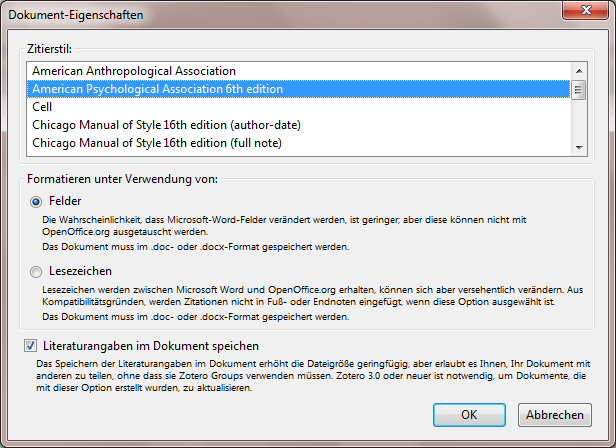 Dokument-Eigenschaften
Zitierstil:
American Anthropological Association
American Psychological Association 6th edition
Cell
Chicago Manual of Style 16th edition (author-date)
Chicago Manual of Style 16th edition (full note)
Formatieren unter Verwendung von:
Felder
Die Wahrscheinlichkeit, dass Microsoft-Word-Felder verändert werden, ist geringer; aber diese können nicht mit
OpenOffice.org ausgetauscht werden.
Das Dokument muss im .doc- oder .docx-Format gespeichert werden.
Lesezeichen
Lesezeichen werden zwischen Microsoft Word und OpenOffice.org erhalten, können sich aber versehentlich verändern. Aus
Kompatibilitätsgründen, werden Zitationen nicht in Fuß- oder Endnoten eingefügt, wenn diese Option ausgewählt ist.
Das Dokument muss im .doc- oder .docx-Format gespeichert werden.
Literaturangaben im Dokument speichen
Das Speichern der Literaturangaben im Dokument erhöht die Dateigröße geringfügig, aber erlaubt es Ihnen, Ihr Dokument mit
anderen zu teilen, ohne dass sie Zotero Groups verwenden müssen. Zotero 3.0 oder neuer ist notwendig, um Dokumente, die
mit dieser Option erstellt wurden, zu aktualisieren.
OK
Abbrechen